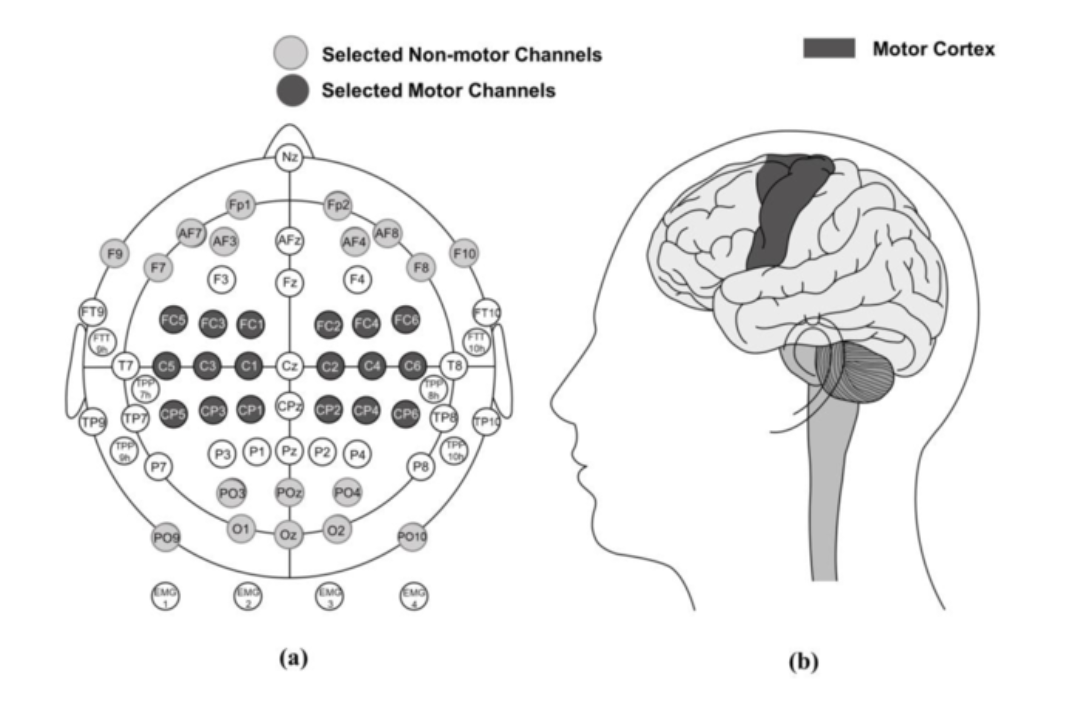 Selected Non-motor Channels
Selected Motor Channels
Motor Cortex
Nz
Fp1 Fp2
AF7 AF3 AFz AF4 AF8
F9 F10
F7 F3 Fz F4 F8
FT9 FT10
FC5 FC3 FC1 FC2 FC4 FC6
FTT
9h
FTT
10h
T7 C5 C3 C1 Cz C2 C4 C6 T8
TPP
7h
TPP
8h
TP9 TP7 CP5 CP3 CP1 CPz CP2 CP4 CP6 TP8 TP10
TPP
9h
TPP
10h
P7 P3 P1 Pz P2 P4 P8
PO3 POz PO4
PO9 O1 Oz O2 PO10
EMG
1
EMG
2
EMG
3
EMG
4
(a)
(b)